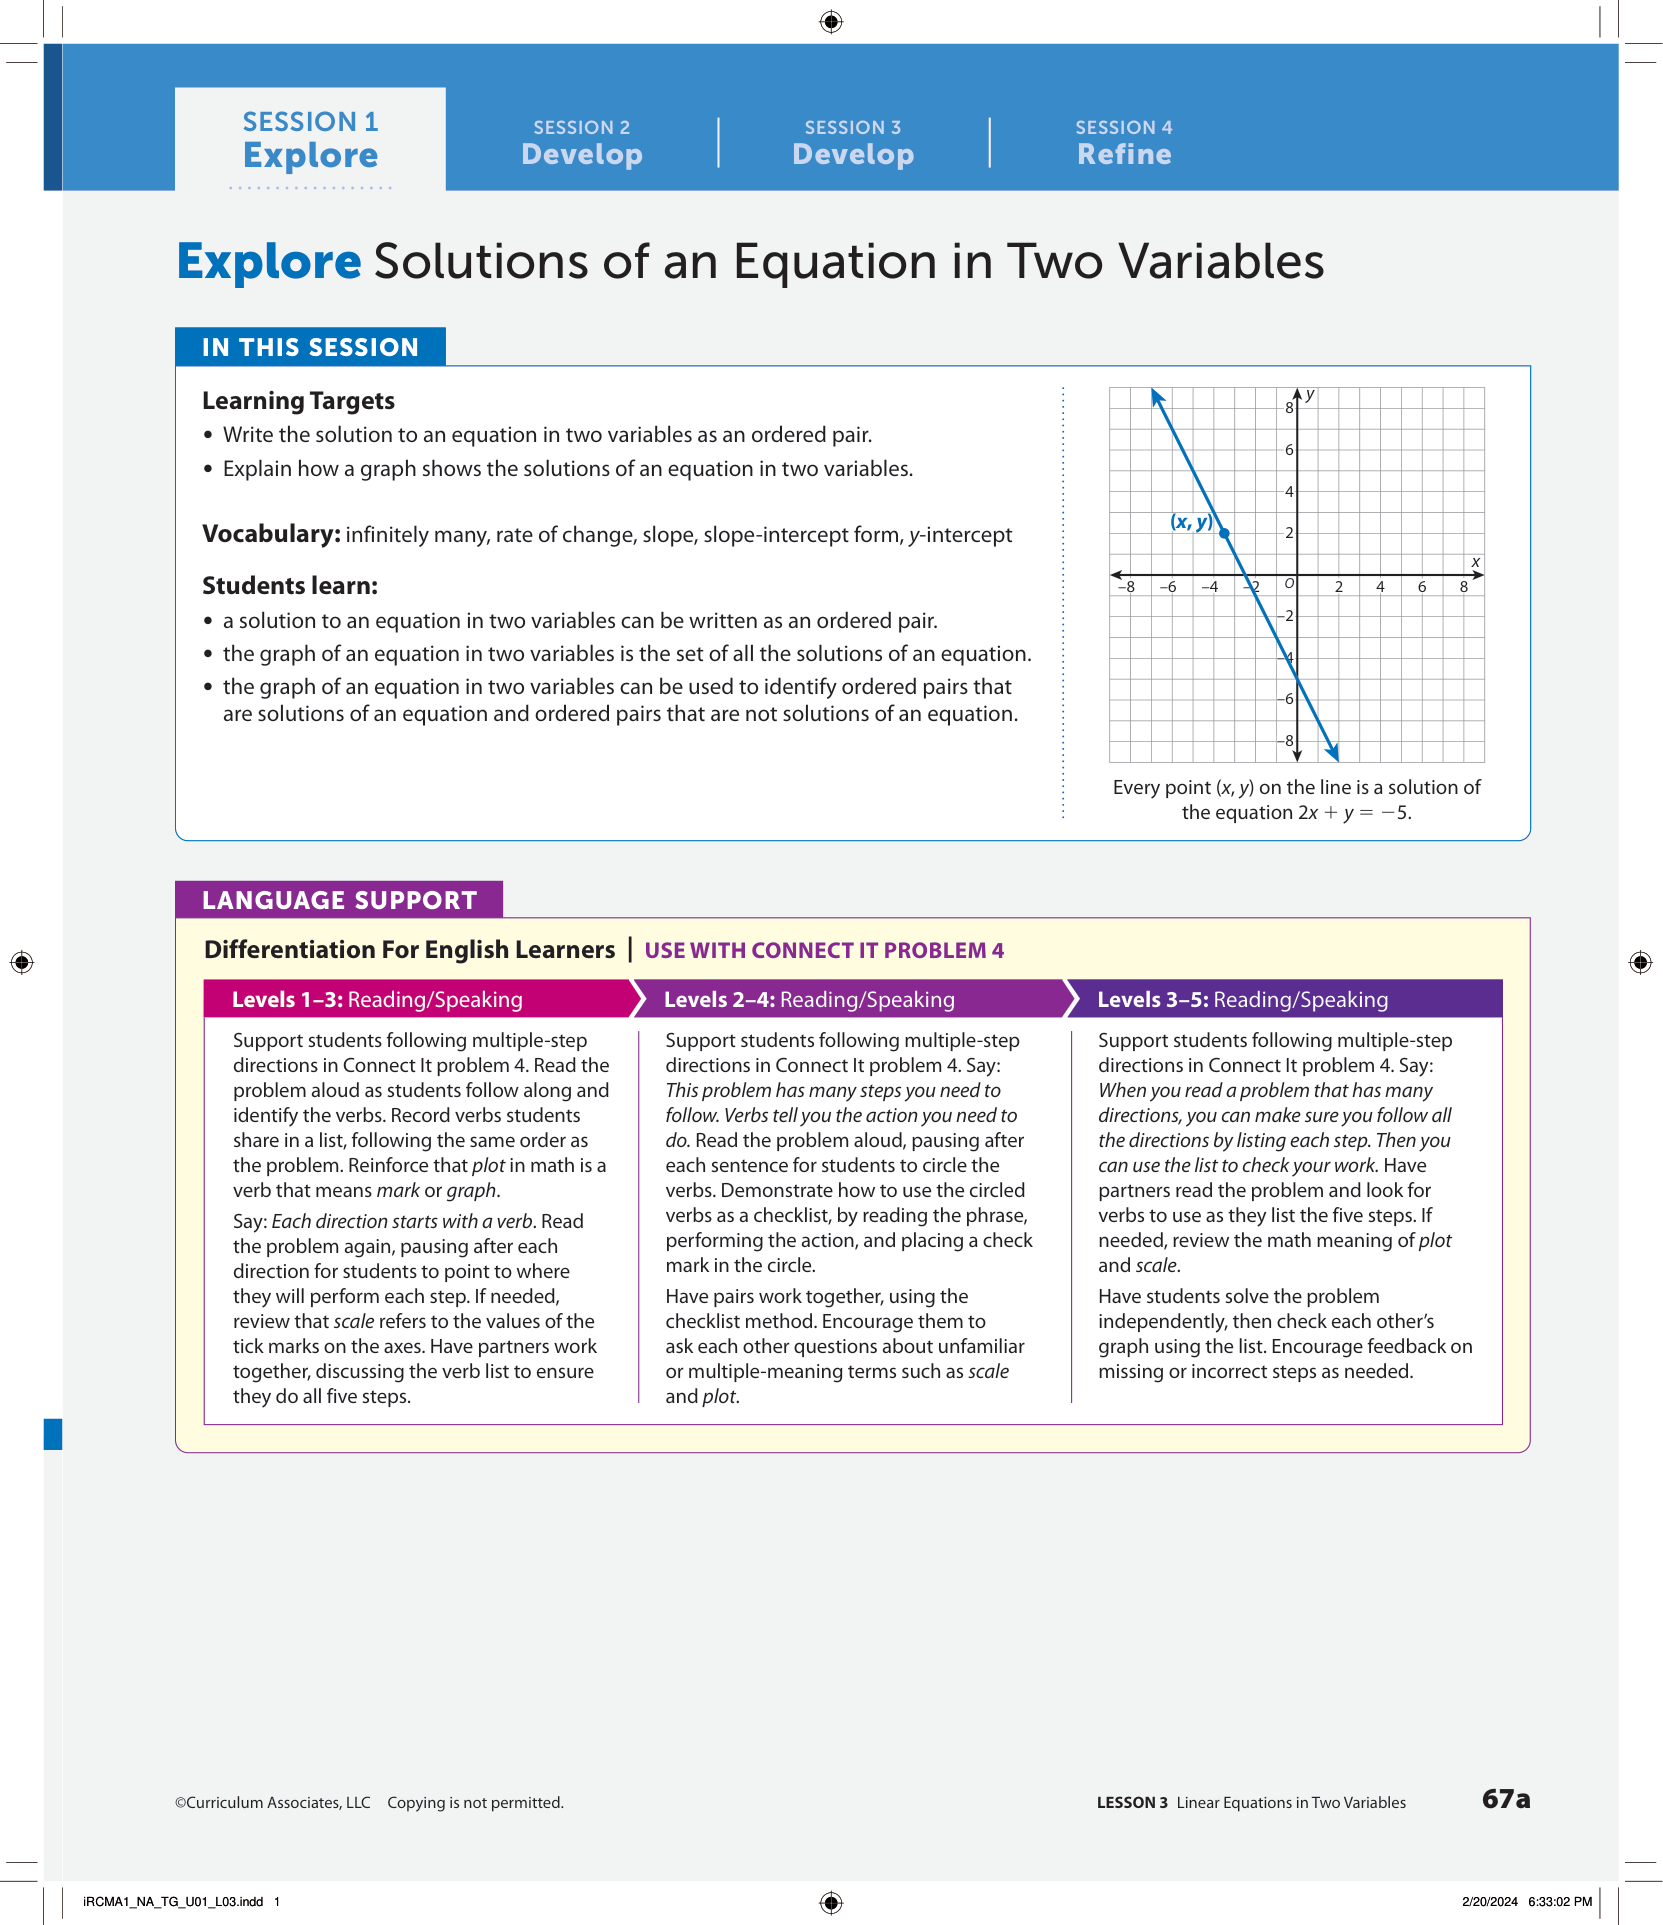 SESSION 1
Explore
SESSION 2
Develop
SESSION 3
Develop
SESSION 4
Refine
Explore Solutions of an Equation in Two Variables
IN THIS SESSION
Learning Targets
• Write the solution to an equation in two variables as an ordered pair.
• Explain how a graph shows the solutions of an equation in two variables.
Vocabulary: infinitely many, rate of change, slope, slope-intercept form, y-intercept
Students learn:
• a solution to an equation in two variables can be written as an ordered pair.
• the graph of an equation in two variables is the set of all the solutions of an equation.
• the graph of an equation in two variables can be used to identify ordered pairs that
are solutions of an equation and ordered pairs that are not solutions of an equation.
y
8
6
4
(x, y)
2
x
–8 –6 –4 –2 O 2 4 6 8
–2
–4
–6
–8
Every point (x, y) on the line is a solution of
the equation 2x + y = −5.
LANGUAGE SUPPORT
Differentiation For English Learners | USE WITH CONNECT IT PROBLEM 4
Levels 1–3: Reading/Speaking
Support students following multiple-step
directions in Connect It problem 4. Read the
problem aloud as students follow along and
identify the verbs. Record verbs students
share in a list, following the same order as
the problem. Reinforce that plot in math is a
verb that means mark or graph.
Say: Each direction starts with a verb. Read
the problem again, pausing after each
direction for students to point to where
they will perform each step. If needed,
review that scale refers to the values of the
tick marks on the axes. Have partners work
together, discussing the verb list to ensure
they do all five steps.
Levels 2–4: Reading/Speaking
Support students following multiple-step
directions in Connect It problem 4. Say:
This problem has many steps you need to
follow. Verbs tell you the action you need to
do. Read the problem aloud, pausing after
each sentence for students to circle the
verbs. Demonstrate how to use the circled
verbs as a checklist, by reading the phrase,
performing the action, and placing a check
mark in the circle.
Have pairs work together, using the
checklist method. Encourage them to
ask each other questions about unfamiliar
or multiple-meaning terms such as scale
and plot.
Levels 3–5: Reading/Speaking
Support students following multiple-step
directions in Connect It problem 4. Say:
When you read a problem that has many
directions, you can make sure you follow all
the directions by listing each step. Then you
can use the list to check your work. Have
partners read the problem and look for
verbs to use as they list the five steps. If
needed, review the math meaning of plot
and scale.
Have students solve the problem
independently, then check each other’s
graph using the list. Encourage feedback on
missing or incorrect steps as needed.
©Curriculum Associates, LLC Copying is not permitted.
LESSON 3 Linear Equations in Two Variables 67a
iRCMA1_NA_TG_U01_L03.indd 1
2/20/2024 6:33:02 PM